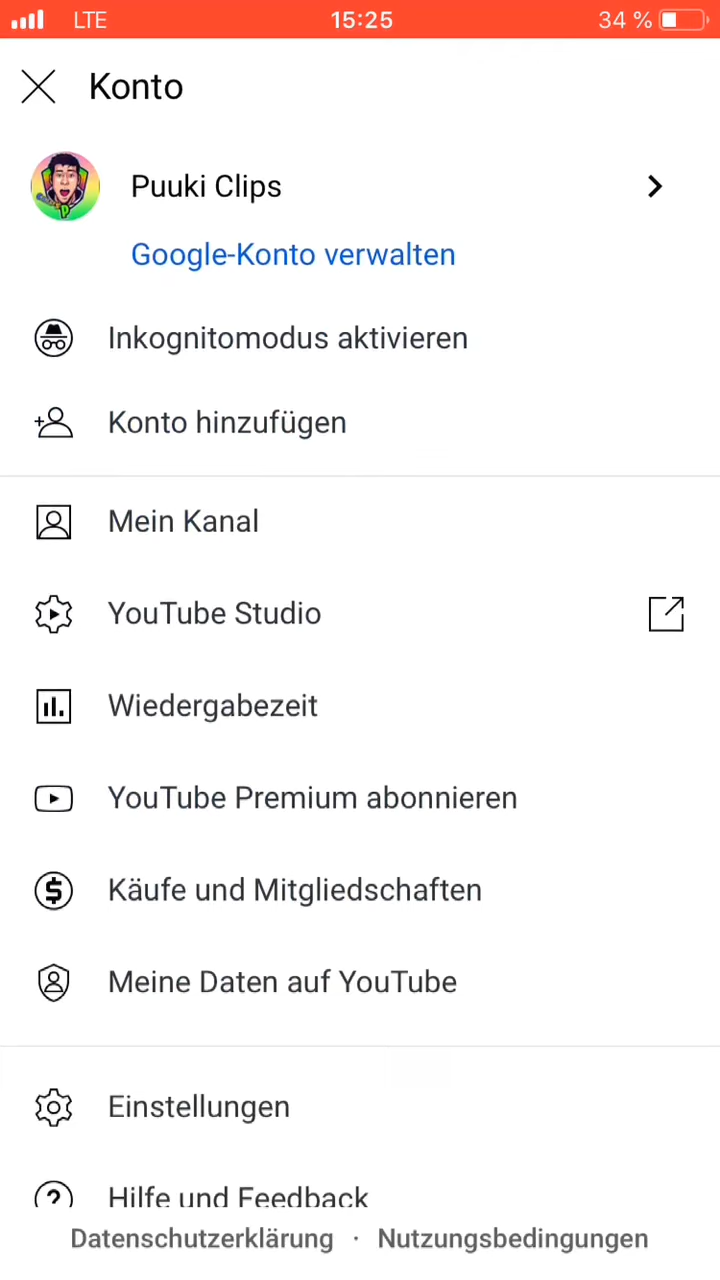 LTE 15:25 34 %
Konto
Puuki Clips
Google-Konto verwalten
Inkognitomodus aktivieren
Konto hinzufügen
Mein Kanal
YouTube Studio
Wiedergabezeit
YouTube Premium abonnieren
Käufe und Mitgliedschaften
Meine Daten auf YouTube
Einstellungen
Hilfe und Feedback
Datenschutzerklärung · Nutzungsbedingungen